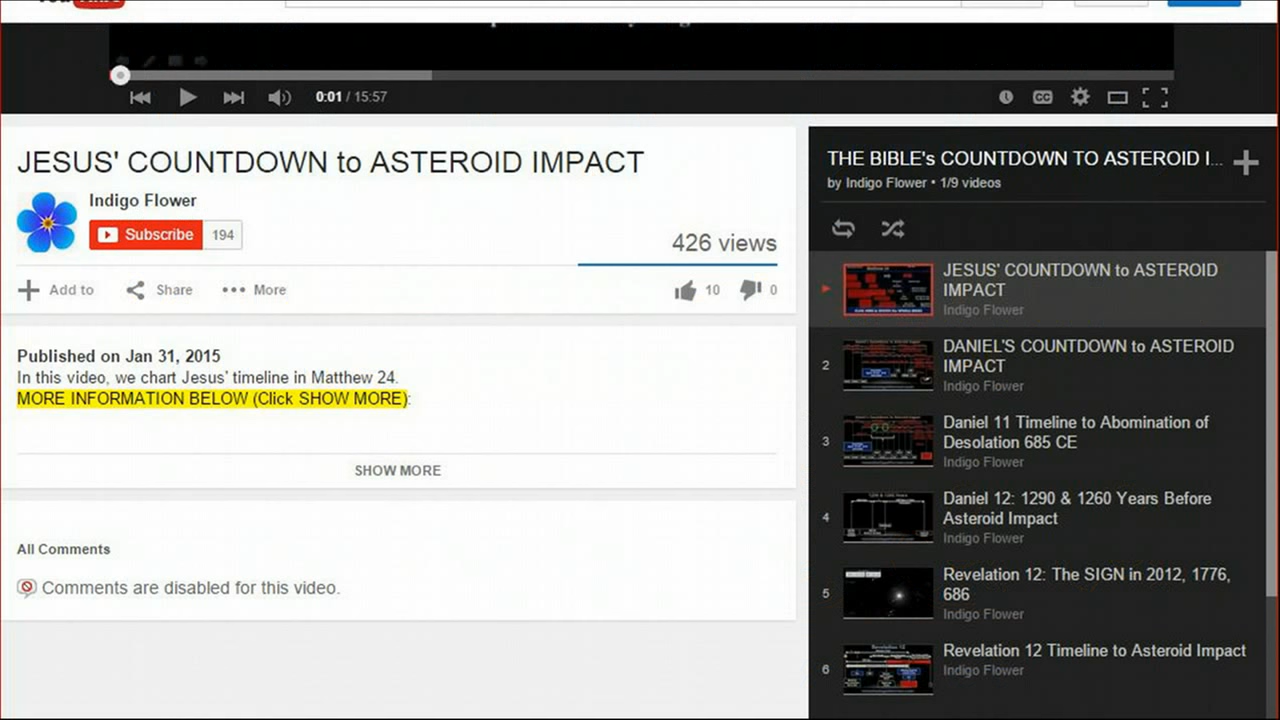 0:01 / 15:57
CC
JESUS' COUNTDOWN to ASTEROID IMPACT
Indigo Flower
Subscribe 194
426 views
Add to Share More 10 0
Published on Jan 31, 2015
In this video, we chart Jesus' timeline in Matthew 24.
MORE INFORMATION BELOW (Click SHOW MORE):
SHOW MORE
All Comments
Comments are disabled for this video.
THE BIBLE's COUNTDOWN TO ASTEROID I...
by Indigo Flower • 1/9 videos
JESUS' COUNTDOWN to ASTEROID
IMPACT
Indigo Flower
2
DANIEL'S COUNTDOWN to ASTEROID
IMPACT
Indigo Flower
3
Daniel 11 Timeline to Abomination of
Desolation 685 CE
Indigo Flower
4
Daniel 12: 1290 & 1260 Years Before
Asteroid Impact
Indigo Flower
5
Revelation 12: The SIGN in 2012, 1776,
686
Indigo Flower
6
Revelation 12 Timeline to Asteroid Impact
Indigo Flower